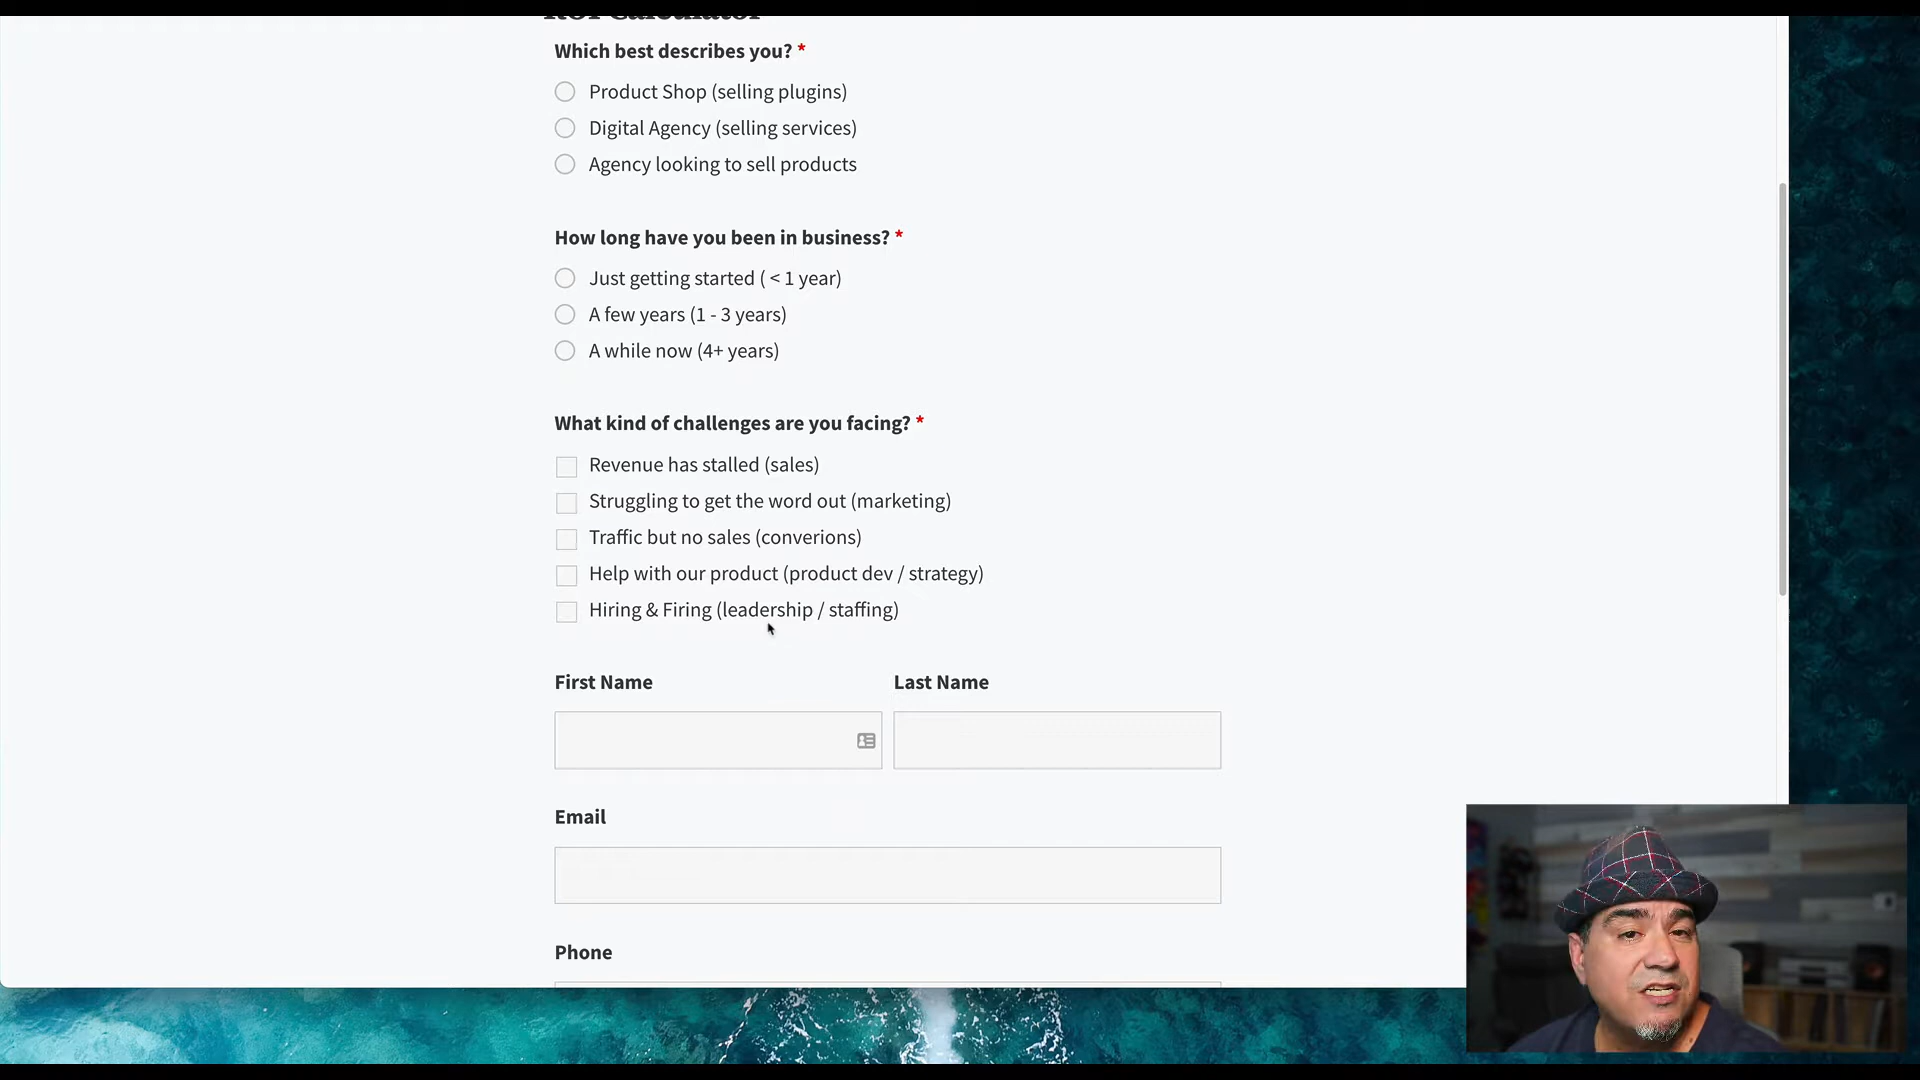 ROI Calculator
Which best describes you? *
Product Shop (selling plugins)
Digital Agency (selling services)
Agency looking to sell products
How long have you been in business? *
Just getting started ( < 1 year)
A few years (1 - 3 years)
A while now (4+ years)
What kind of challenges are you facing? *
Revenue has stalled (sales)
Struggling to get the word out (marketing)
Traffic but no sales (converions)
Help with our product (product dev / strategy)
Hiring & Firing (leadership / staffing)
First Name Last Name
Email
Phone